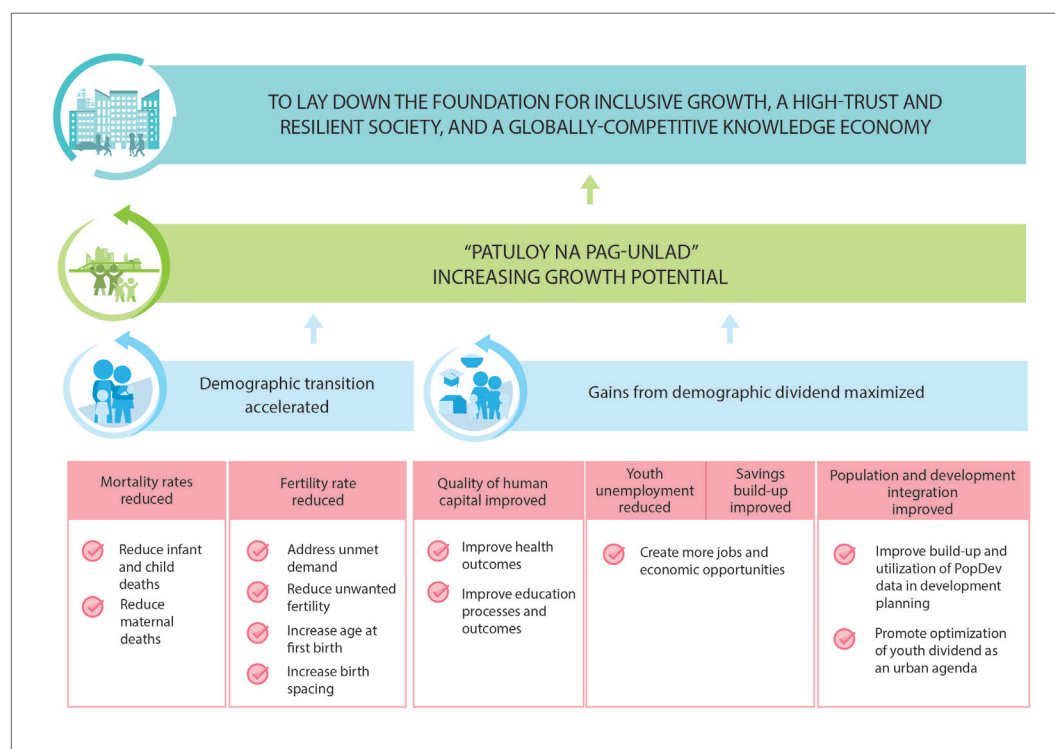 TO LAY DOWN THE FOUNDATION FOR INCLUSIVE GROWTH, A HIGH-TRUST AND
RESILIENT SOCIETY, AND A GLOBALLY-COMPETITIVE KNOWLEDGE ECONOMY
“PATULOY NA PAG-UNLAD”
INCREASING GROWTH POTENTIAL
Demographic transition
accelerated
Gains from demographic dividend maximized
Mortality rates
reduced
Reduce infant
and child
deaths
Reduce
maternal
deaths
Fertility rate
reduced
Address unmet
demand
Reduce unwanted
fertility
Increase age at
first birth
Increase birth
spacing
Quality of human
capital improved
Improve health
outcomes
Improve education
processes and
outcomes
Youth
unemployment
reduced
Savings
build-up
improved
Create more jobs and
economic opportunities
Population and development
integration
improved
Improve build-up and
utilization of PopDev
data in development
planning
Promote optimization
of youth dividend as
an urban agenda